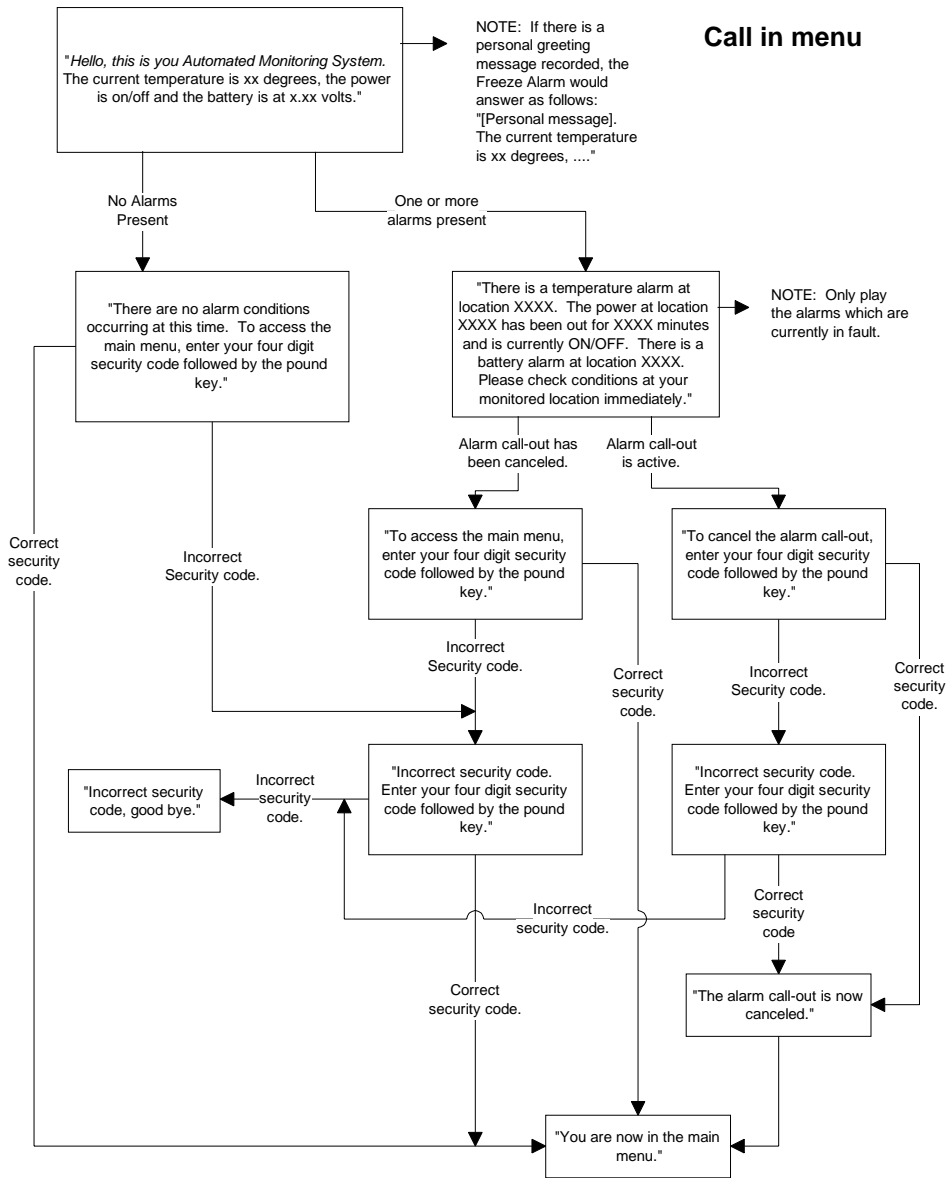 Call in menu
"Hello, this is you Automated Monitoring System.
The current temperature is xx degrees, the power
is on/off and the battery is at x.xx volts."
NOTE: If there is a
personal greeting
message recorded, the
Freeze Alarm would
answer as follows:
"[Personal message].
The current temperature
is xx degrees, ...."
No Alarms
Present
One or more
alarms present
"There are no alarm conditions
occurring at this time. To access the
main menu, enter your four digit
security code followed by the pound
key."
"There is a temperature alarm at
location XXXX. The power at location
XXXX has been out for XXXX minutes
and is currently ON/OFF. There is a
battery alarm at location XXXX.
Please check conditions at your
monitored location immediately."
NOTE: Only play
the alarms which are
currently in fault.
Alarm call-out has
been canceled.
Alarm call-out
is active.
Correct
security
code.
Incorrect
Security code.
"To access the main menu,
enter your four digit security
code followed by the pound
key."
"To cancel the alarm call-out,
enter your four digit security
code followed by the pound
key."
Incorrect
Security code.
Correct
security
code.
Incorrect
Security code.
Correct
security
code.
"Incorrect security
code, good bye."
Incorrect
security
code.
"Incorrect security code.
Enter your four digit security
code followed by the pound
key."
"Incorrect security code.
Enter your four digit security
code followed by the pound
key."
Incorrect
security code.
Correct
security
code
Correct
security code.
"The alarm call-out is now
canceled."
"You are now in the main
menu."